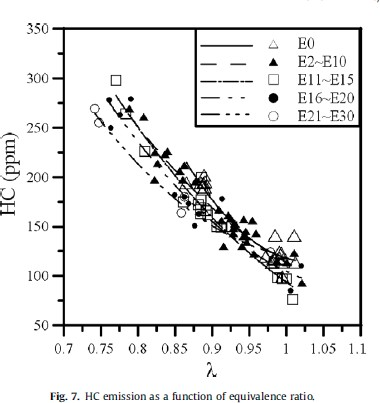 350
300
250
200
150
100
50
HC (ppm)
E0
E2~E10
E11~E15
E16~E20
E21~E30
0.7 0.75 0.8 0.85 0.9 0.95 1 1.05 1.1
λ
Fig. 7. HC emission as a function of equivalence ratio.